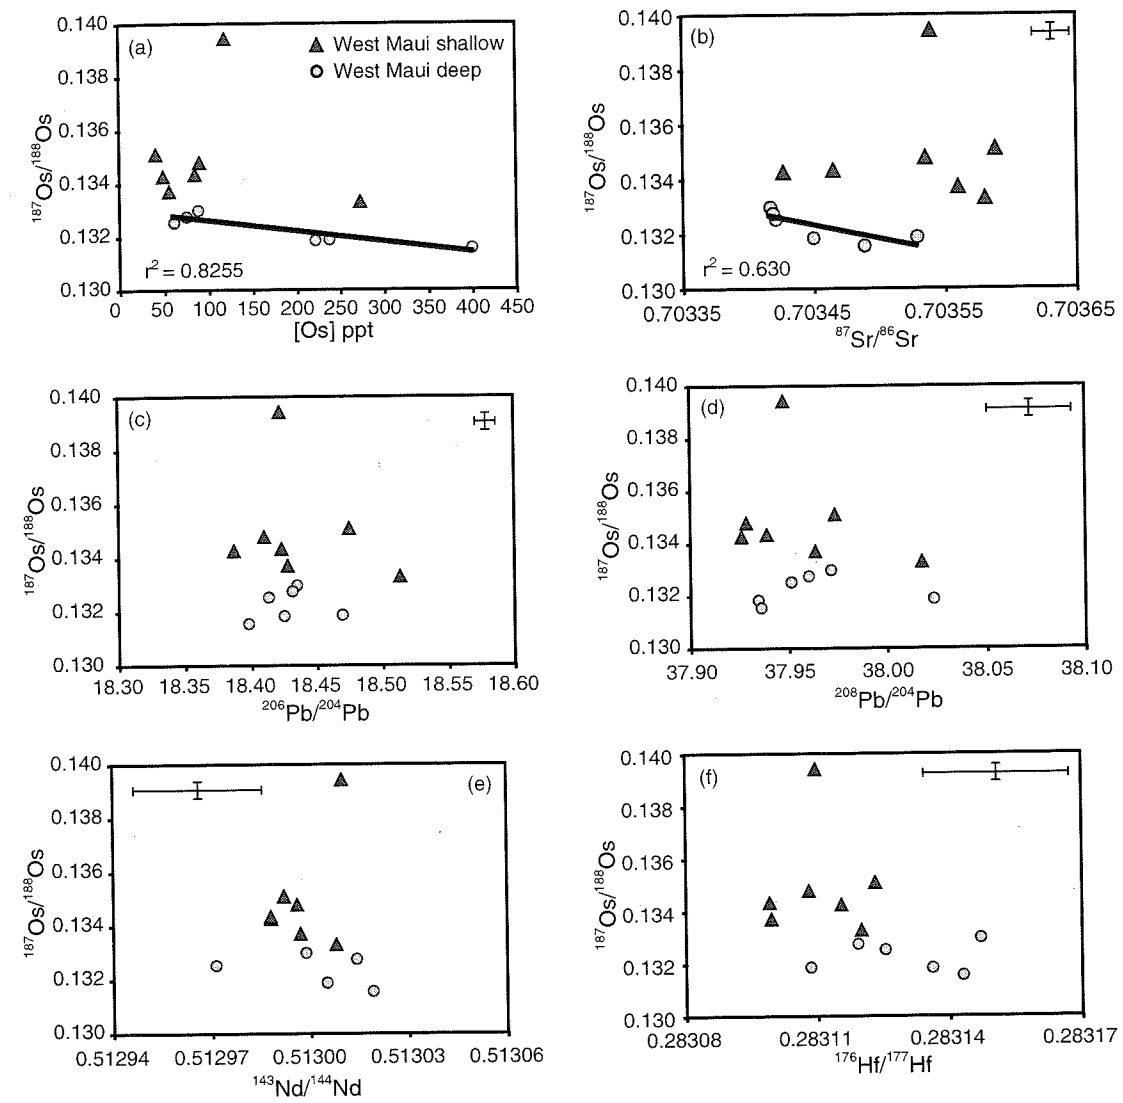 (a)
West Maui shallow
West Maui deep
0.140
0.138
0.136
0.134
0.132
0.130
187Os/188Os
r2 = 0.8255
0 50 100 150 200 250 300 350 400 450
[Os] ppt
(b)
0.140
0.138
0.136
0.134
0.132
0.130
187Os/188Os
r2 = 0.630
0.70335 0.70345 0.70355 0.70365
87Sr/86Sr
(c)
0.140
0.138
0.136
0.134
0.132
0.130
187Os/188Os
18.30 18.35 18.40 18.45 18.50 18.55 18.60
206Pb/204Pb
(d)
0.140
0.138
0.136
0.134
0.132
0.130
187Os/188Os
37.90 37.95 38.00 38.05 38.10
208Pb/204Pb
(e)
0.140
0.138
0.136
0.134
0.132
0.130
187Os/188Os
0.51294 0.51297 0.51300 0.51303 0.51306
143Nd/144Nd
(f)
0.140
0.138
0.136
0.134
0.132
0.130
187Os/188Os
0.28308 0.28311 0.28314 0.28317
176Hf/177Hf